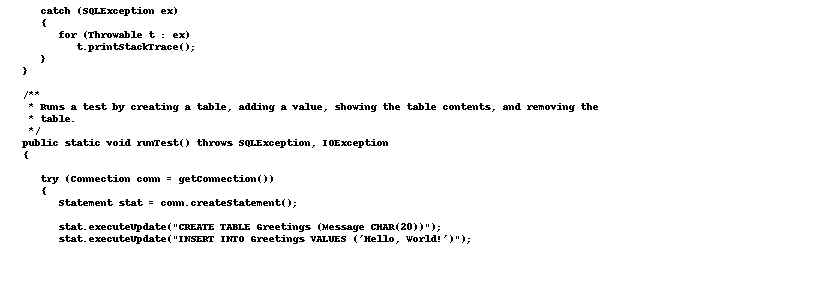 catch (SQLException ex)
{
for (Throwable t : ex)
t.printStackTrace();
}
}
/**
* Runs a test by creating a table, adding a value, showing the table contents, and removing the
* table.
*/
public static void runTest() throws SQLException, IOException
{
try (Connection conn = getConnection())
{
Statement stat = conn.createStatement();
stat.executeUpdate("CREATE TABLE Greetings (Message CHAR(20))");
stat.executeUpdate("INSERT INTO Greetings VALUES ('Hello, World!')");